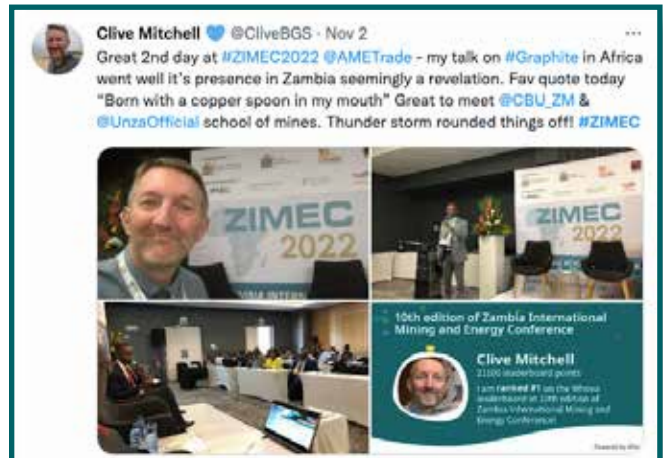 Clive Mitchell 💙 @CliveBGS · Nov 2
Great 2nd day at #ZIMEC2022 @AMETrade - my talk on #Graphite in Africa
went well it's presence in Zambia seemingly a revelation. Fav quote today
"Born with a copper spoon in my mouth" Great to meet @CBU_ZM &
@UnzaOfficial school of mines. Thunder storm rounded things off! #ZIMEC
ZIMEC
2022
ZIMEC
2022
10th edition of Zambia International
Mining and Energy Conference
Clive Mitchell
leaderboard points
I am ranked #1 on the Whova
leaderboard at 10th edition of
Zambia International Mining and
Energy Conference!